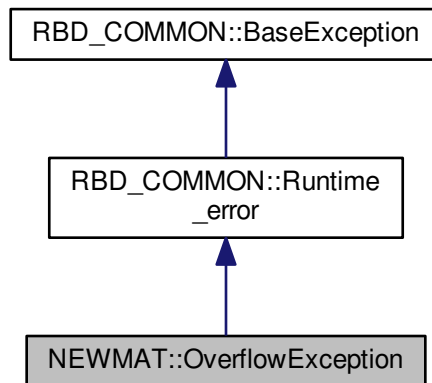 RBD_COMMON::BaseException
RBD_COMMON::Runtime
_error
NEWMAT::OverflowException